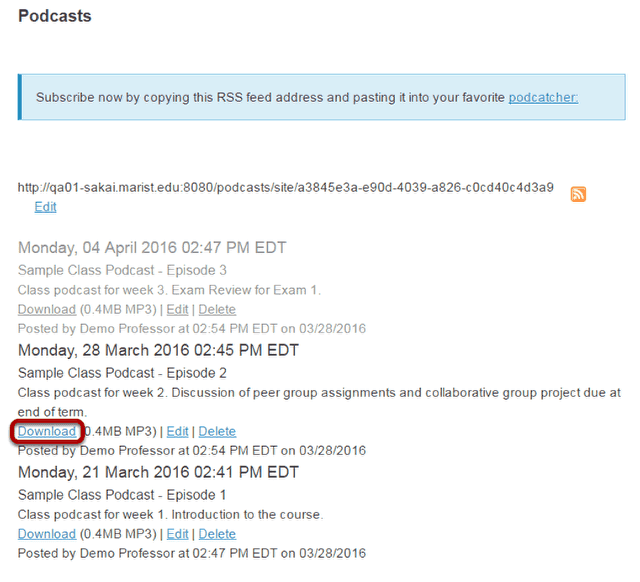 Podcasts
Subscribe now by copying this RSS feed address and pasting it into your favorite podcatcher:
http://qa01-sakai.marist.edu:8080/podcasts/site/a3845e3a-e90d-4039-a826-c0cd40c4d3a9
Edit
Monday, 04 April 2016 02:47 PM EDT
Sample Class Podcast - Episode 3
Class podcast for week 3. Exam Review for Exam 1.
Download (0.4MB MP3) | Edit | Delete
Posted by Demo Professor at 02:54 PM EDT on 03/28/2016
Monday, 28 March 2016 02:45 PM EDT
Sample Class Podcast - Episode 2
Class podcast for week 2. Discussion of peer group assignments and collaborative group project due at
end of term.
Download (0.4MB MP3) | Edit | Delete
Posted by Demo Professor at 02:54 PM EDT on 03/28/2016
Monday, 21 March 2016 02:41 PM EDT
Sample Class Podcast - Episode 1
Class podcast for week 1. Introduction to the course.
Download (0.4MB MP3) | Edit | Delete
Posted by Demo Professor at 02:47 PM EDT on 03/28/2016